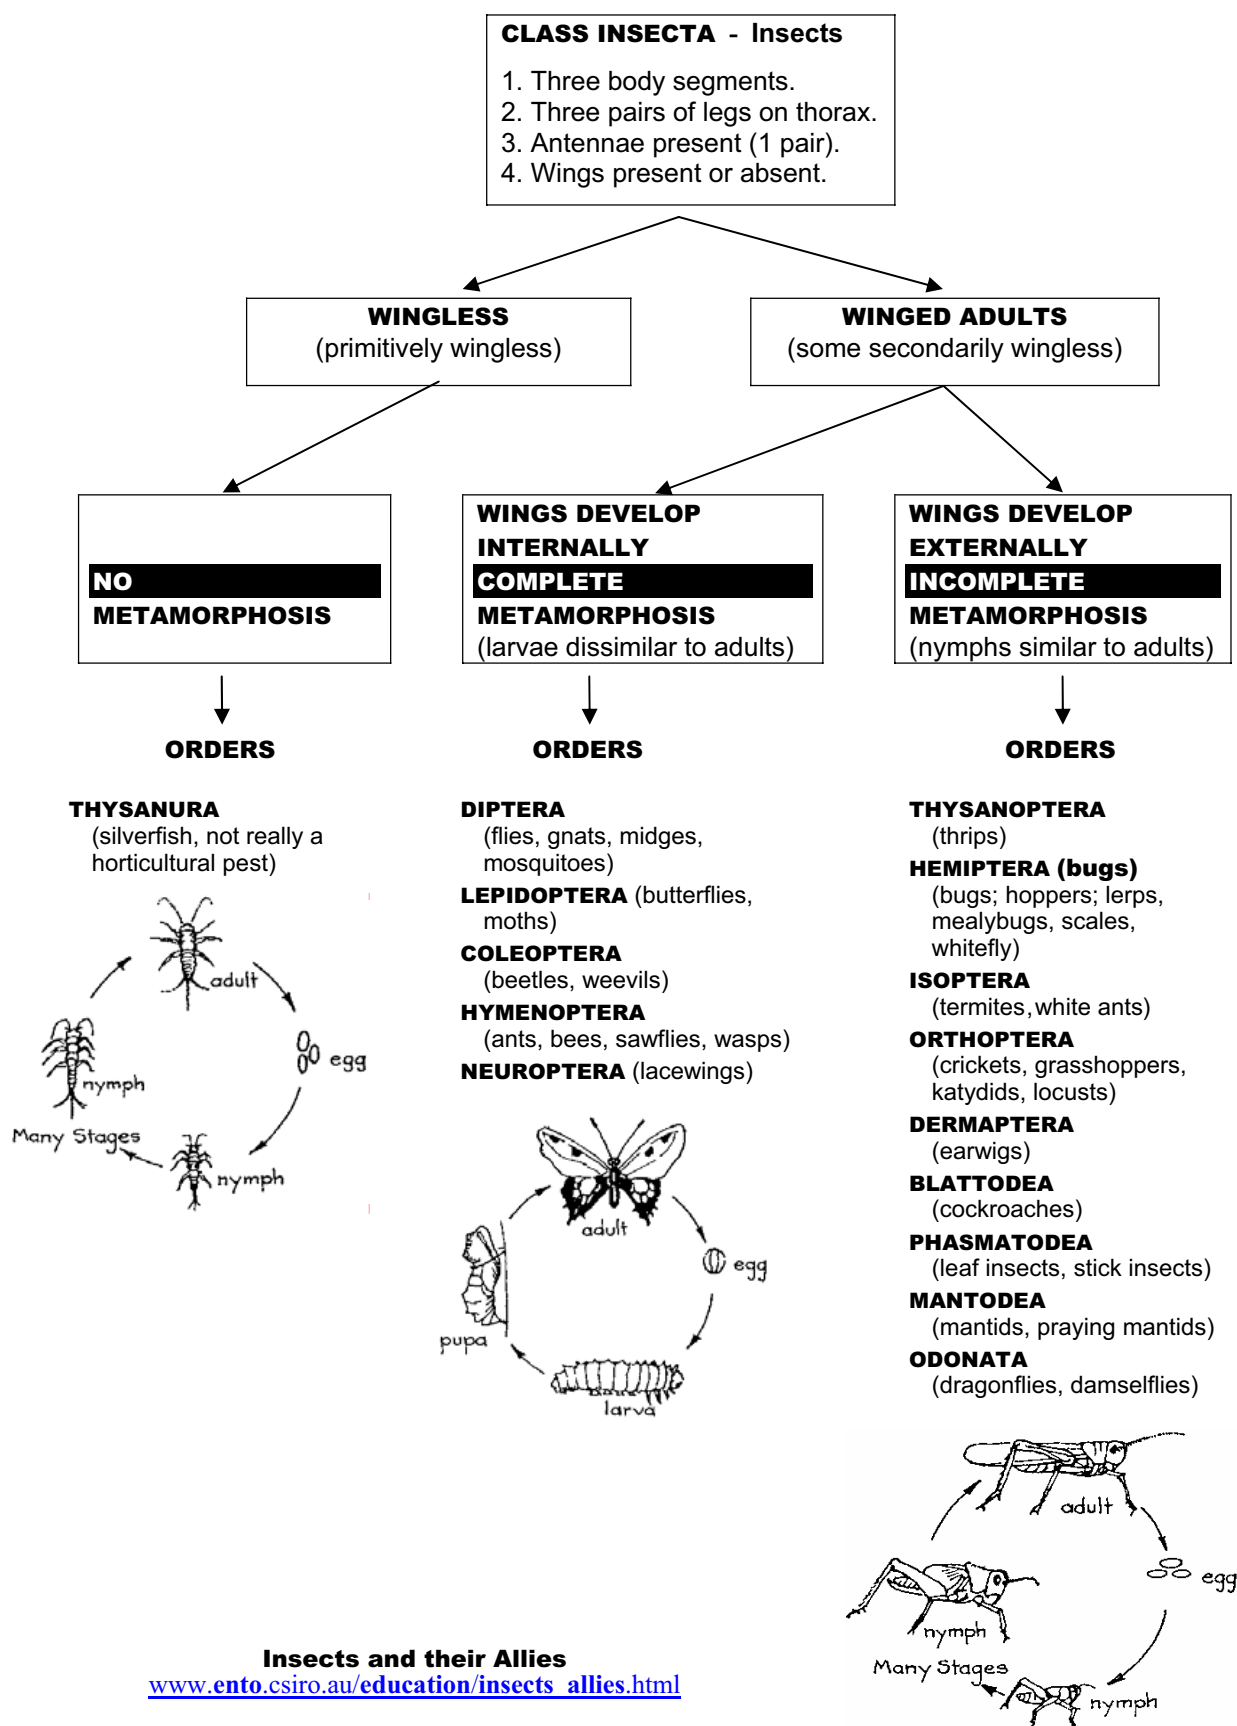 CLASS INSECTA - Insects
1. Three body segments.
2. Three pairs of legs on thorax.
3. Antennae present (1 pair).
4. Wings present or absent.
WINGLESS
(primitively wingless)
WINGED ADULTS
(some secondarily wingless)
NO
METAMORPHOSIS
WINGS DEVELOP
INTERNALLY
COMPLETE
METAMORPHOSIS
(larvae dissimilar to adults)
WINGS DEVELOP
EXTERNALLY
INCOMPLETE
METAMORPHOSIS
(nymphs similar to adults)
ORDERS
THYSANURA
(silverfish, not really a
horticultural pest)
adult
egg
nymph
Many Stages
nymph
ORDERS
DIPTERA
(flies, gnats, midges,
mosquitoes)
LEPIDOPTERA (butterflies,
moths)
COLEOPTERA
(beetles, weevils)
HYMENOPTERA
(ants, bees, sawflies, wasps)
NEUROPTERA (lacewings)
adult
egg
pupa
larva
ORDERS
THYSANOPTERA
(thrips)
HEMIPTERA (bugs)
(bugs; hoppers; lerps,
mealybugs, scales,
whitefly)
ISOPTERA
(termites, white ants)
ORTHOPTERA
(crickets, grasshoppers,
katydids, locusts)
DERMAPTERA
(earwigs)
BLATTODEA
(cockroaches)
PHASMATODEA
(leaf insects, stick insects)
MANTODEA
(mantids, praying mantids)
ODONATA
(dragonflies, damselflies)
adult
egg
nymph
Many Stages
nymph
Insects and their Allies
www.ento.csiro.au/education/insects_allies.html